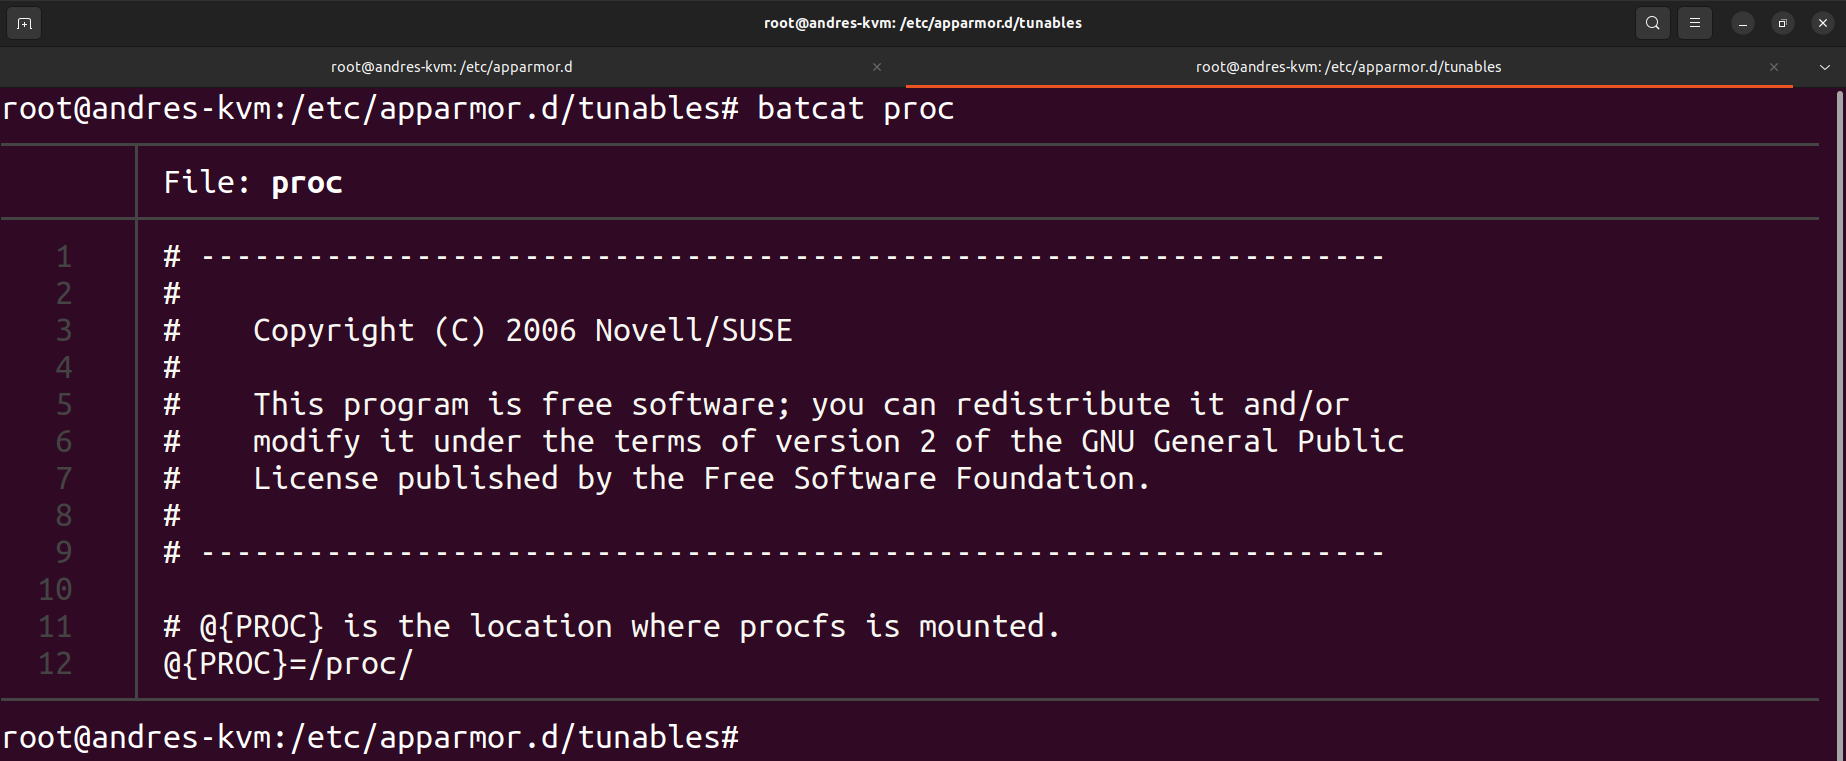 root@andres-kvm: /etc/apparmor.d/tunables
root@andres-kvm: /etc/apparmor.d
root@andres-kvm: /etc/apparmor.d/tunables
root@andres-kvm:/etc/apparmor.d/tunables# batcat proc
File: proc
1 # ------------------------------------------------------------------
2 #
3 #    Copyright (C) 2006 Novell/SUSE
4 #
5 #    This program is free software; you can redistribute it and/or
6 #    modify it under the terms of version 2 of the GNU General Public
7 #    License published by the Free Software Foundation.
8 #
9 # ------------------------------------------------------------------
10
11 # @{PROC} is the location where procfs is mounted.
12 @{PROC}=/proc/
root@andres-kvm:/etc/apparmor.d/tunables#